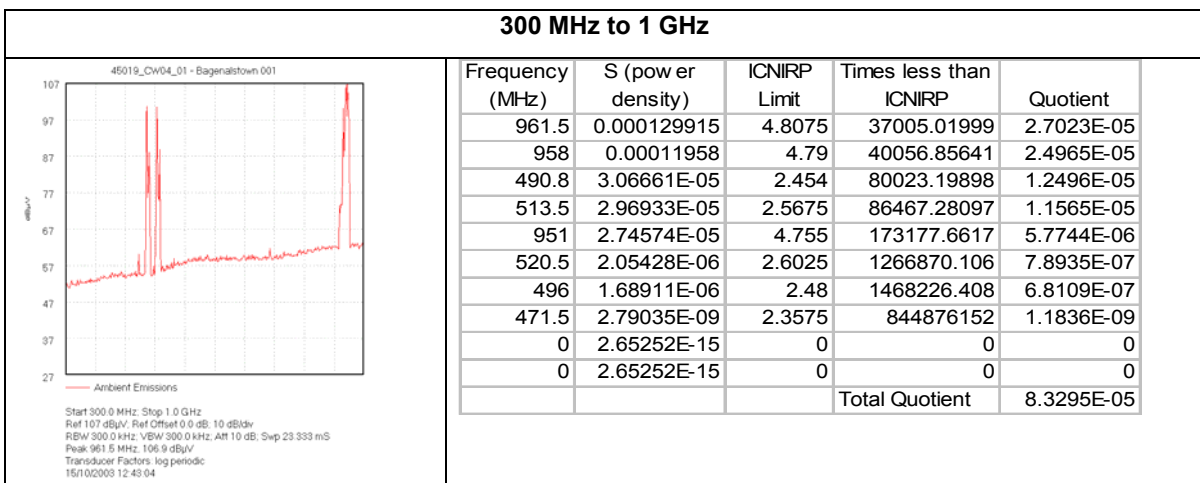 300 MHz to 1 GHz
45019_CW04_01 - Bagenalstown.001
107
97
87
77
67
57
47
37
27
dBµV
Ambient Emissions
Start 300.0 MHz; Stop 1.0 GHz
Ref 107 dBµV; Ref Offset 0.0 dB; 10 dB/div
RBW 300.0 kHz; VBW 300.0 kHz; Att 10 dB; Swp 23.333 mS
Peak 961.5 MHz, 106.9 dBµV
Transducer Factors: log periodic
15/10/2003 12:43:04
Frequency (MHz) S (pow er density) ICNIRP Limit Times less than ICNIRP Quotient
961.5 0.000129915 4.8075 37005.01999 2.7023E-05
958 0.00011958 4.79 40056.85641 2.4965E-05
490.8 3.06661E-05 2.454 80023.19898 1.2496E-05
513.5 2.96933E-05 2.5675 86467.28097 1.1565E-05
951 2.74574E-05 4.755 173177.6617 5.7744E-06
520.5 2.05428E-06 2.6025 1266870.106 7.8935E-07
496 1.68911E-06 2.48 1468226.408 6.8109E-07
471.5 2.79035E-09 2.3575 844876152 1.1836E-09
0 2.65252E-15 0 0 0
0 2.65252E-15 0 0 0
Total Quotient 8.3295E-05